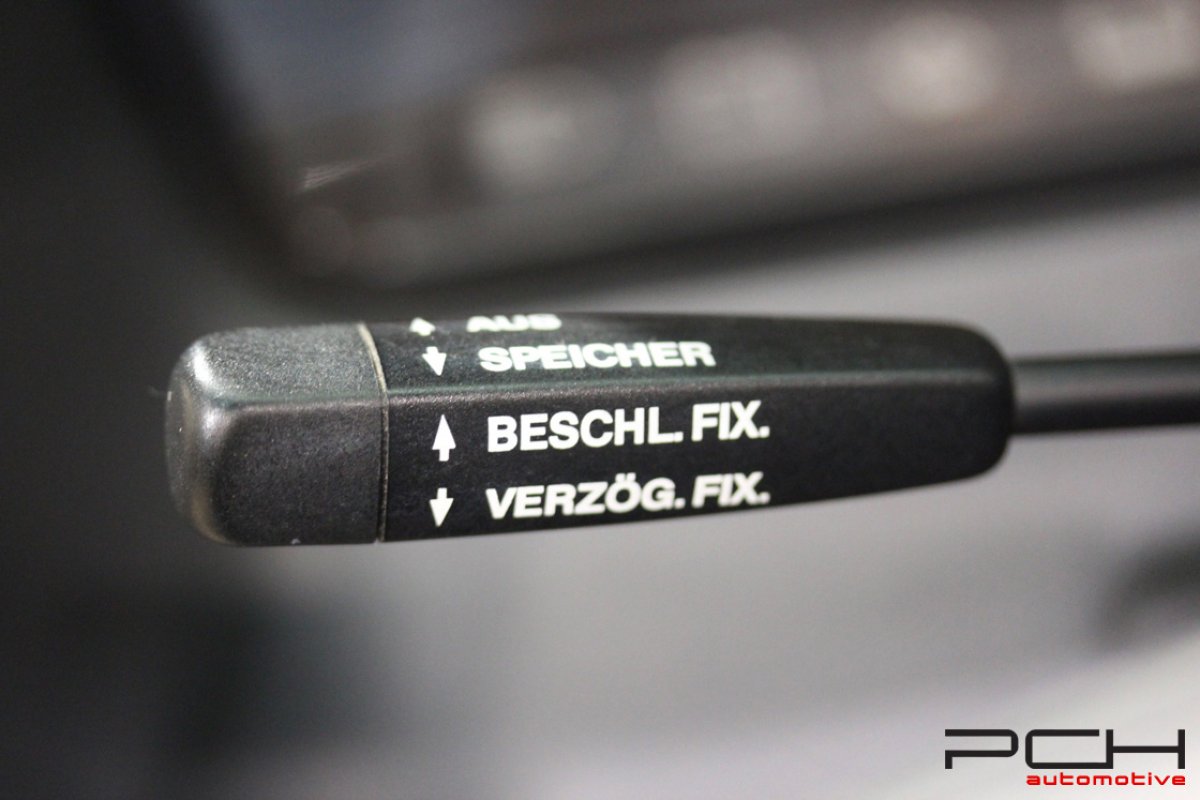 AUS
SPEICHER
BESCHL. FIX.
VERZÖG. FIX.
PCH
automotive